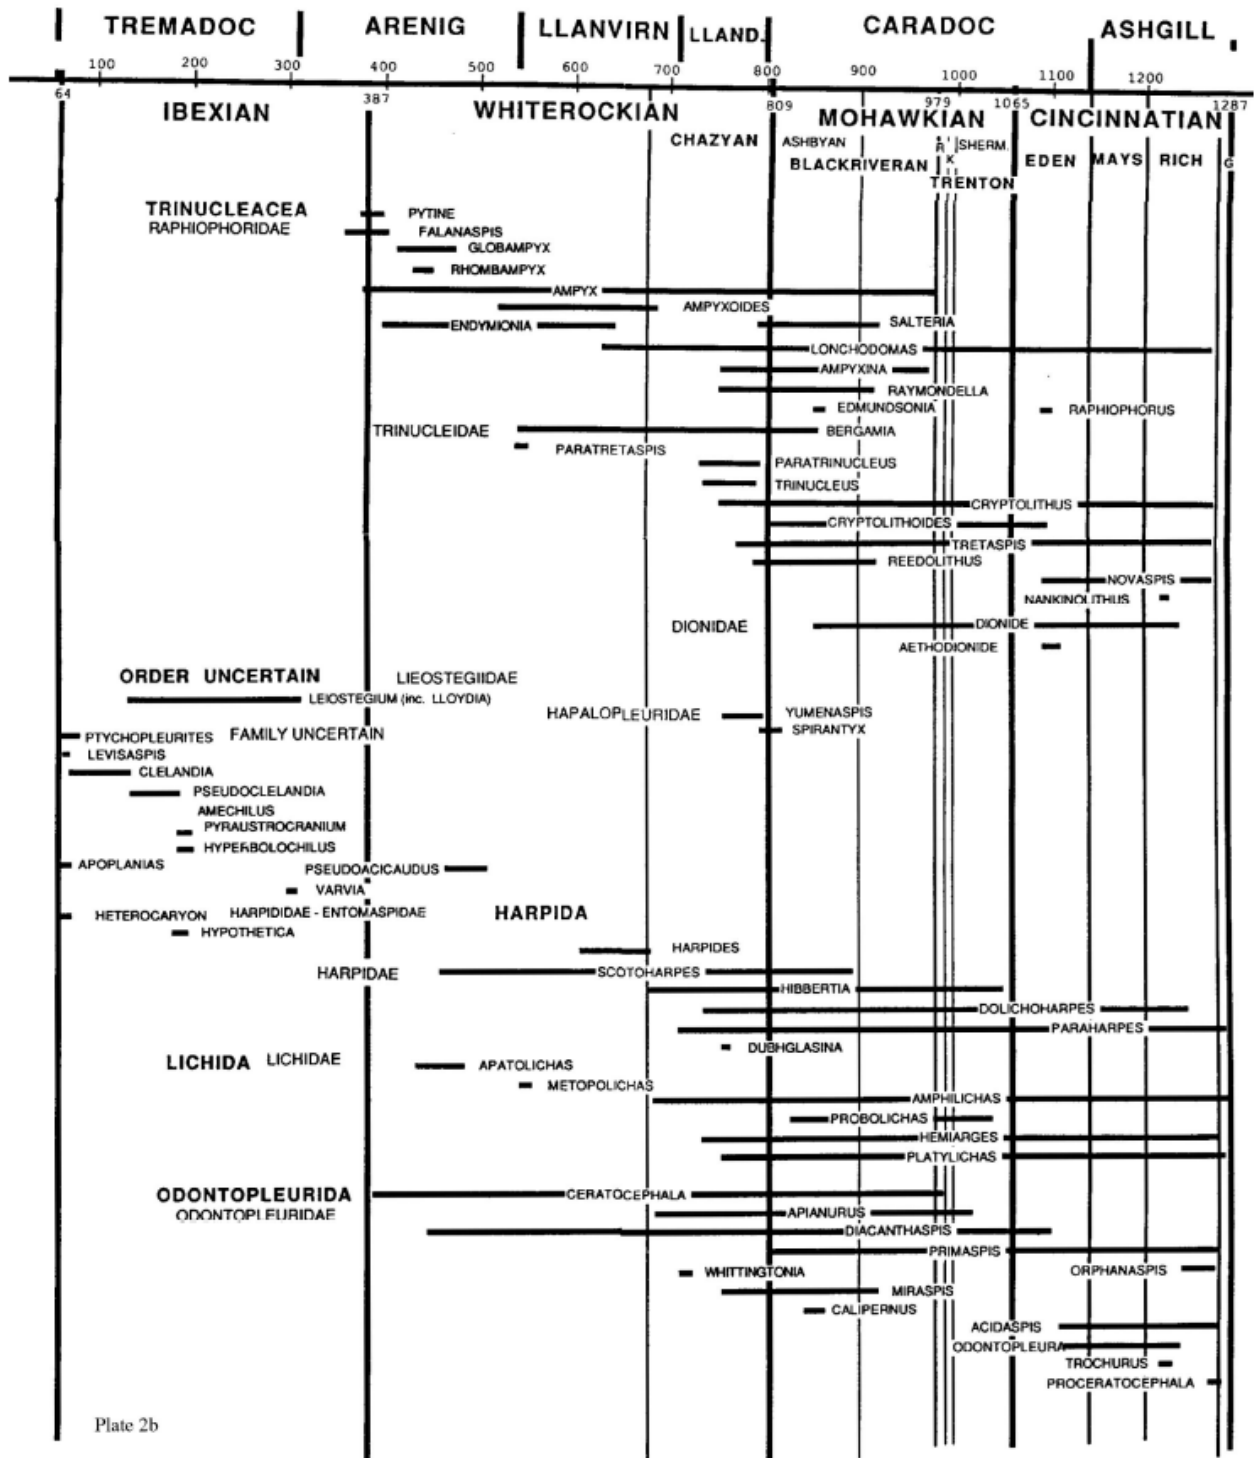 TREMADOC ARENIG LLANVIRN LLAND. CARADOC ASHGILL
100 200 300 400 500 600 700 800 900 1000 1100 1200
64 387 809 979 1065 1287
IBEXIAN WHITEROCKIAN MOHAWKIAN CINCINNATIAN
CHAZYAN ASHBYAN R K SHERM.
BLACKRIVERAN EDEN MAYS RICH G
TRENTON
TRINUCLEACEA PYTINE
RAPHIOPHORIDAE FALANASPIS
GLOBAMPYX
RHOMBAMPYX
AMPYX
AMPYXOIDES
ENDYMIONIA SALTERIA
LONCHODOMAS
AMPYXINA
RAYMONDELLA
EDMUNDSONIA RAPHIOPHORUS
TRINUCLEIDAE BERGAMIA
PARATRETASPIS
PARATRINUCLEUS
TRINUCLEUS
CRYPTOLITHUS
CRYPTOLITHOIDES
TRETASPIS
REEDOLITHUS
NOVASPIS
NANKINOLITHUS
DIONIDAE DIONIDE
AETHODIONIDE
ORDER UNCERTAIN LIEOSTEGIIDAE
LEIOSTEGIUM (inc. LLOYDIA)
HAPALOPLEURIDAE YUMENASPIS
SPIRANTYX
PTYCHOPLEURITES FAMILY UNCERTAIN
LEVISASPIS
CLELANDIA
PSEUDOCLELANDIA
AMECHILUS
PYRAUSTROCRANIUM
HYPERBOLOCHILUS
APOPLANIAS PSEUDOACICAUDUS
VARVIA
HETEROCARYON HARPIDIDAE - ENTOMASPIDAE HARPIDA
HYPOTHETICA
HARPIDES
HARPIDAE SCOTOHARPES
HIBBERTIA
DOLICHOHARPES
PARAHARPES
DUBHGLASINA
LICHIDA LICHIDAE APATOLICHAS
METOPOLICHAS
AMPHILICHAS
PROBOLICHAS
HEMIARGES
PLATYLICHAS
ODONTOPLEURIDA CERATOCEPHALA
ODONTOPLEURIDAE APIANURUS
DIACANTHASPIS
PRIMASPIS
WHITTINGTONIA ORPHANASPIS
MIRASPIS
CALIPERNUS
ACIDASPIS
ODONTOPLEURA
TROCHURUS
PROCERATOCEPHALA
Plate 2b